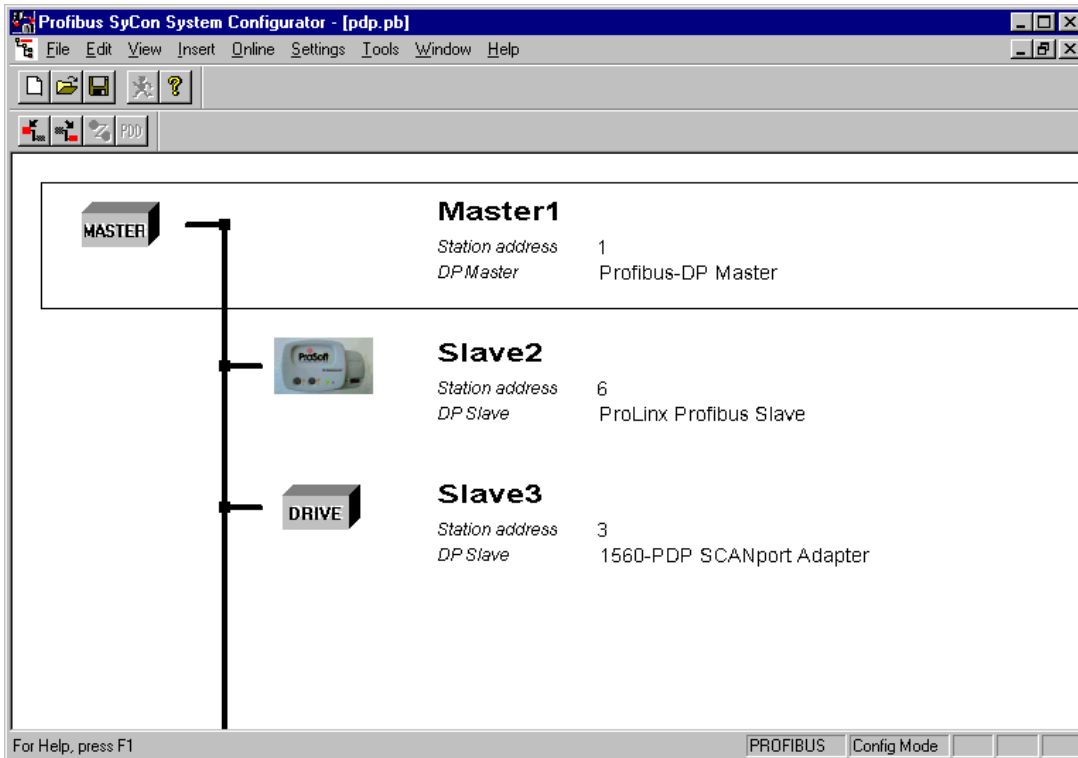 Profibus SyCon System Configurator - [pdp.pb]
File Edit View Insert Online Settings Tools Window Help
PDO
MASTER
Master1
Station address 1
DP Master Profibus-DP Master
ProSoft
Slave2
Station address 6
DP Slave ProLinx Profibus Slave
DRIVE
Slave3
Station address 3
DP Slave 1560-PDP SCANport Adapter
For Help, press F1 PROFIBUS Config Mode